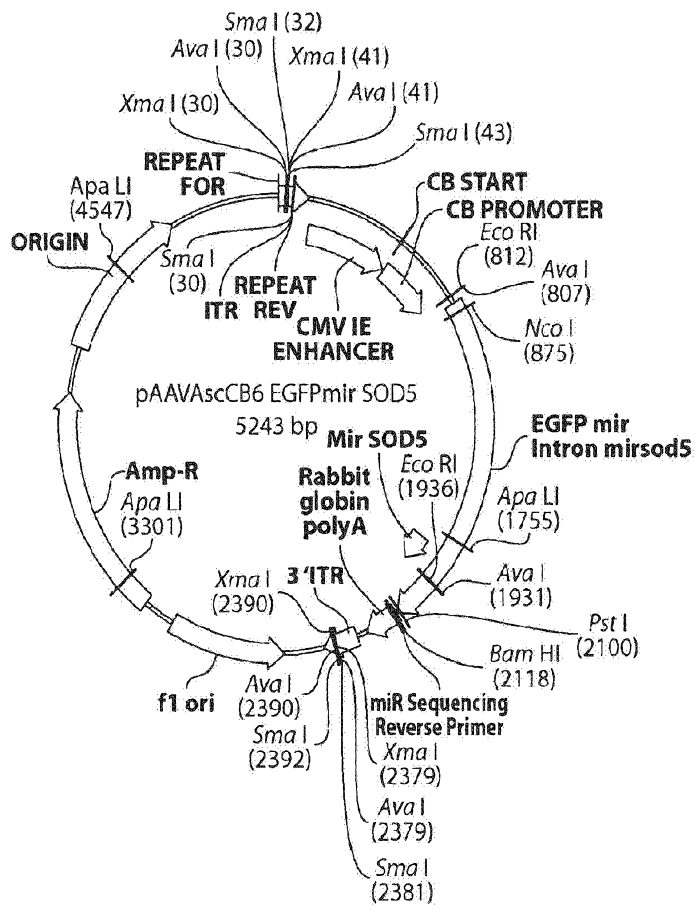 Sma I (32)
Ava I (30)
Xma I (41)
Xma I (30)
Ava I (41)
Sma I (43)
REPEAT
FOR
Apa LI
(4547)
ORIGIN
Sma I
(30)
ITR
REPEAT
REV
CMV IE
ENHANCER
CB START
CB PROMOTER
Eco RI
(812)
Ava I
(807)
Nco I
(875)
pAAVAscCB6 EGFPmir SOD5
5243 bp
EGFP mir
Intron mirsod5
Mir SOD5
Eco RI
(1936)
Rabbit
globin
polyA
Amp-R
Apa LI
(3301)
Apa LI
(1755)
Ava I
(1931)
Xma I
(2390)
3 'ITR
Pst I
(2100)
Bam HI
(2118)
f1 ori
Ava I
(2390)
Sma I
(2392)
miR Sequencing
Reverse Primer
Xma I
(2379)
Ava I
(2379)
Sma I
(2381)